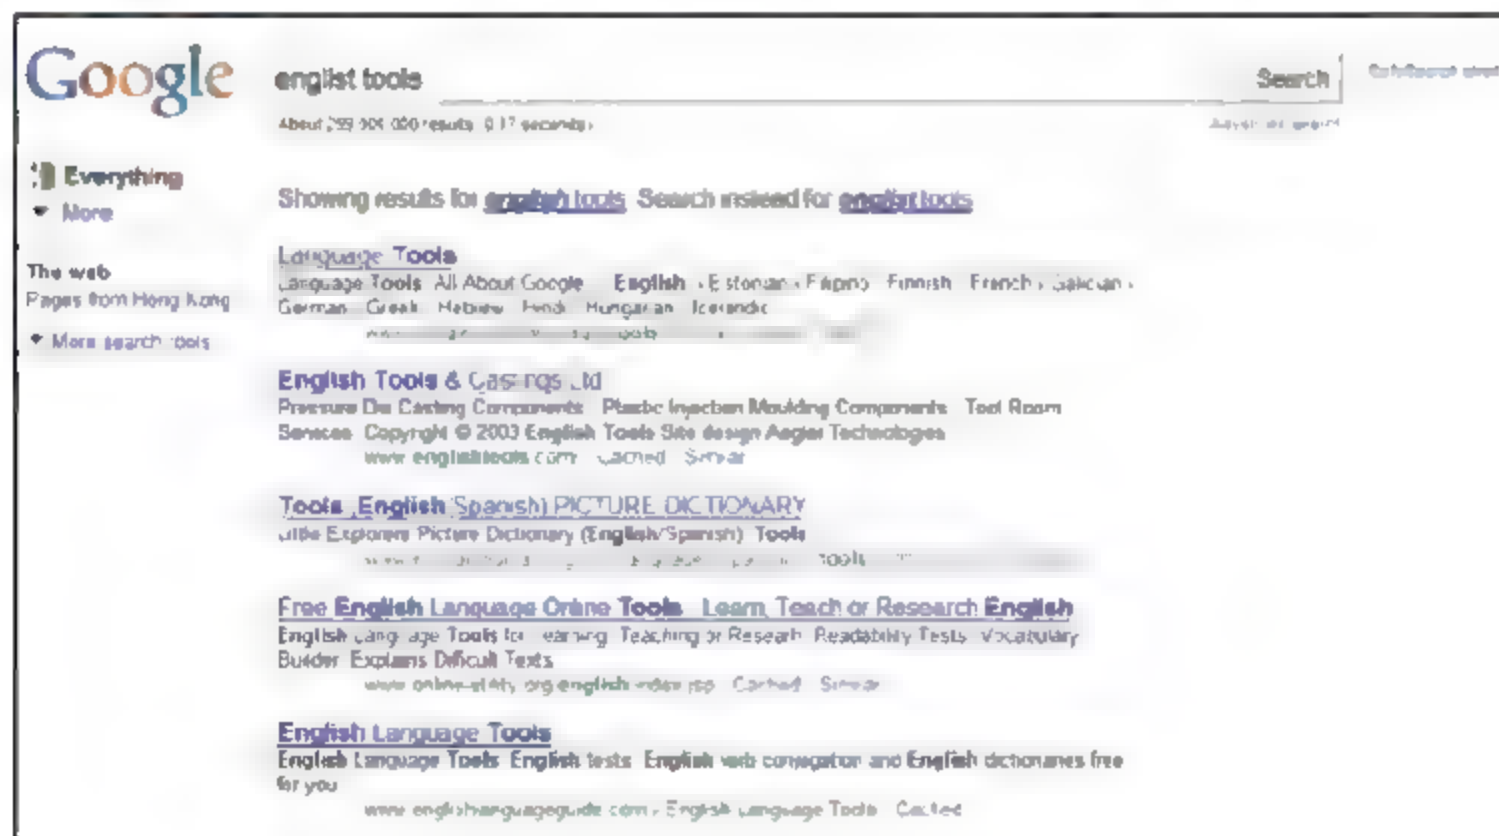 Google
englist tools
Search
About results
Everything
More
Showing results for english tools Search instead for englist tools
The web
Pages from Hong Kong
More search tools
Language Tools
Language Tools All About Google English Estonian Filipino Finnish French Galician
German Greek Hebrew Hindi Hungarian Icelandic
tools
English Tools & Castings Ltd
Pressure Die Casting Components Plastic Injection Moulding Components Tool Room
Services Copyright © 2003 English Tools Site design Technologies
www englishtools com Cached Similar
Tools (English/Spanish) PICTURE DICTIONARY
Little Explorers Picture Dictionary (English/Spanish) Tools
tools
Free English Language Online Tools Learn, Teach or Research English
English Language Tools for Learning Teaching or Research Readability Tests Vocabulary
Builder Explains Difficult Texts
Cached Similar
English Language Tools
English Language Tools English tests English verb conjugation and English dictionaries free
for you
www englishlanguageguide com › English Language Tools Cached